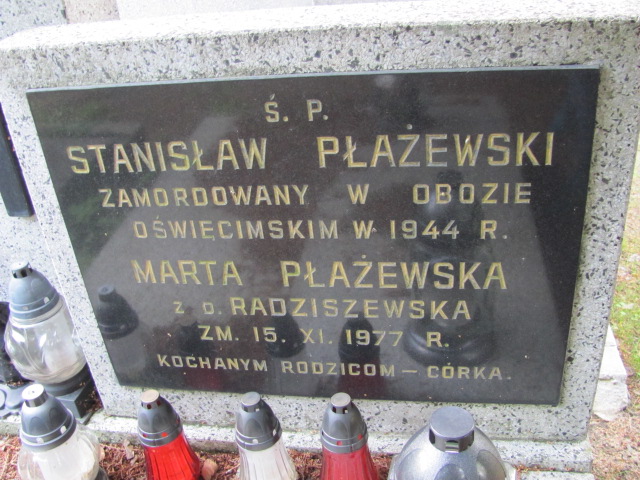 Ś. P.
STANISŁAW PŁAŻEWSKI
ZAMORDOWANY W OBOZIE
OŚWIĘCIMSKIM W 1944 R.
MARTA PŁAŻEWSKA
Z D. RADZISZEWSKA
ZM. 15. XI. 1977 R.
KOCHANYM RODZICOM – CÓRKA.